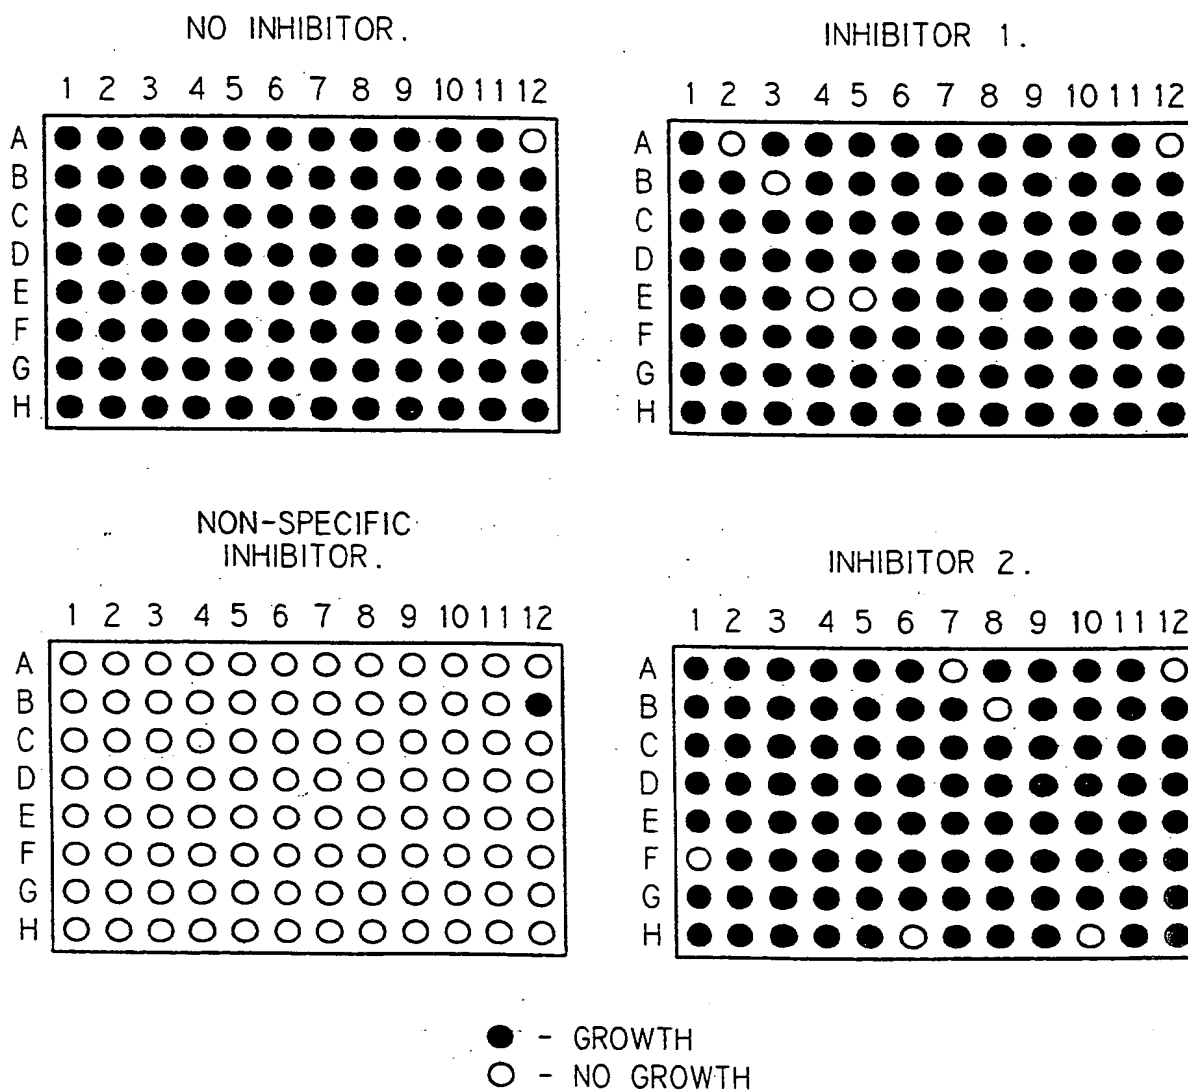 NO INHIBITOR.
1 2 3 4 5 6 7 8 9 10 11 12
A
B
C
D
E
F
G
H
INHIBITOR 1.
1 2 3 4 5 6 7 8 9 10 11 12
A
B
C
D
E
F
G
H
NON-SPECIFIC
INHIBITOR.
1 2 3 4 5 6 7 8 9 10 11 12
A
B
C
D
E
F
G
H
INHIBITOR 2.
1 2 3 4 5 6 7 8 9 10 11 12
A
B
C
D
E
F
G
H
- GROWTH
- NO GROWTH